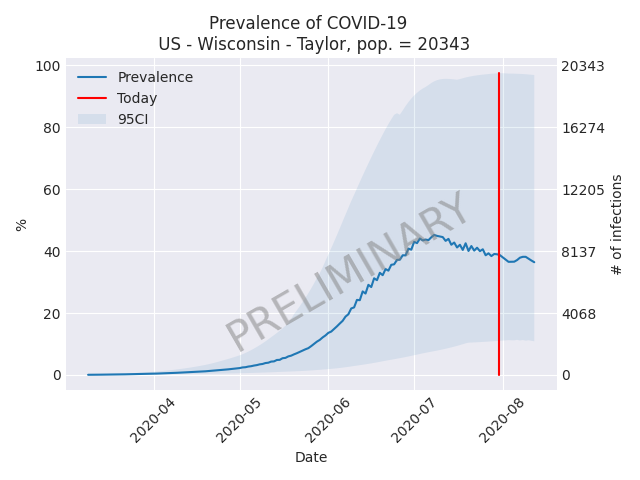 Prevalence of COVID-19
US - Wisconsin - Taylor, pop. = 20343
Prevalence
Today
95CI
PRELIMINARY
100
80
60
40
20
0
%
20343
16274
12205
8137
4068
0
# of infections
2020-04
2020-05
2020-06
2020-07
2020-08
Date